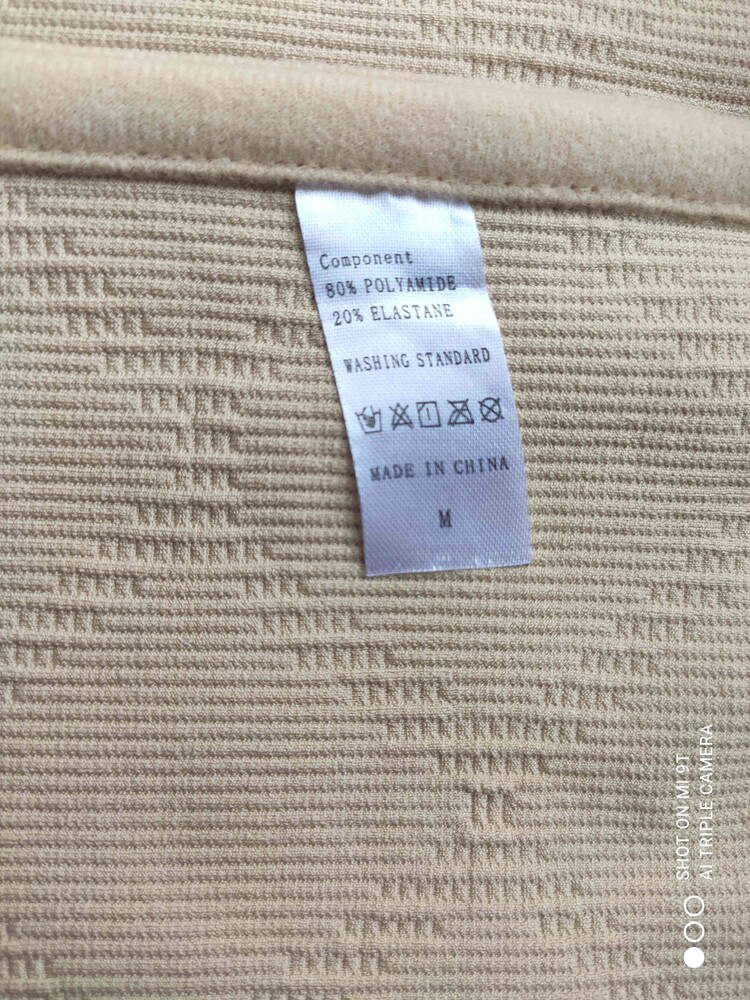 Component
80% POLYAMIDE
20% ELASTANE
WASHING STANDARD
MADE IN CHINA
M
SHOT ON MI 9T
AI TRIPLE CAMERA